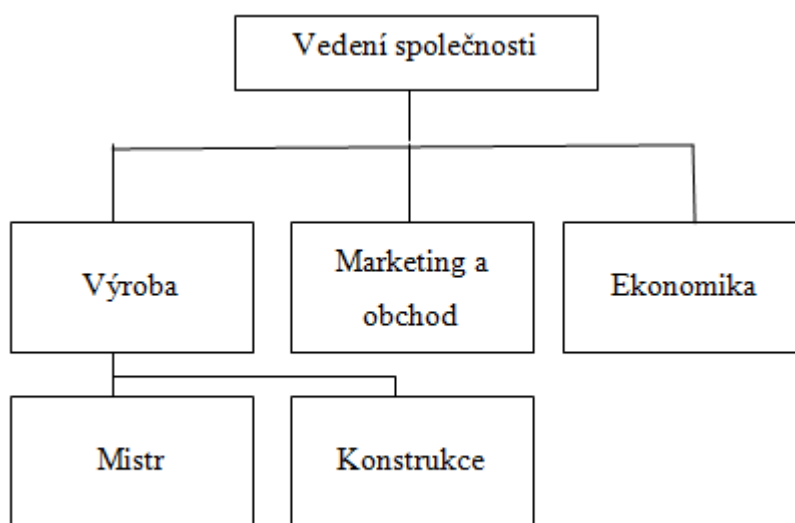 Vedení společnosti
Výroba
Marketing a
obchod
Ekonomika
Mistr
Konstrukce